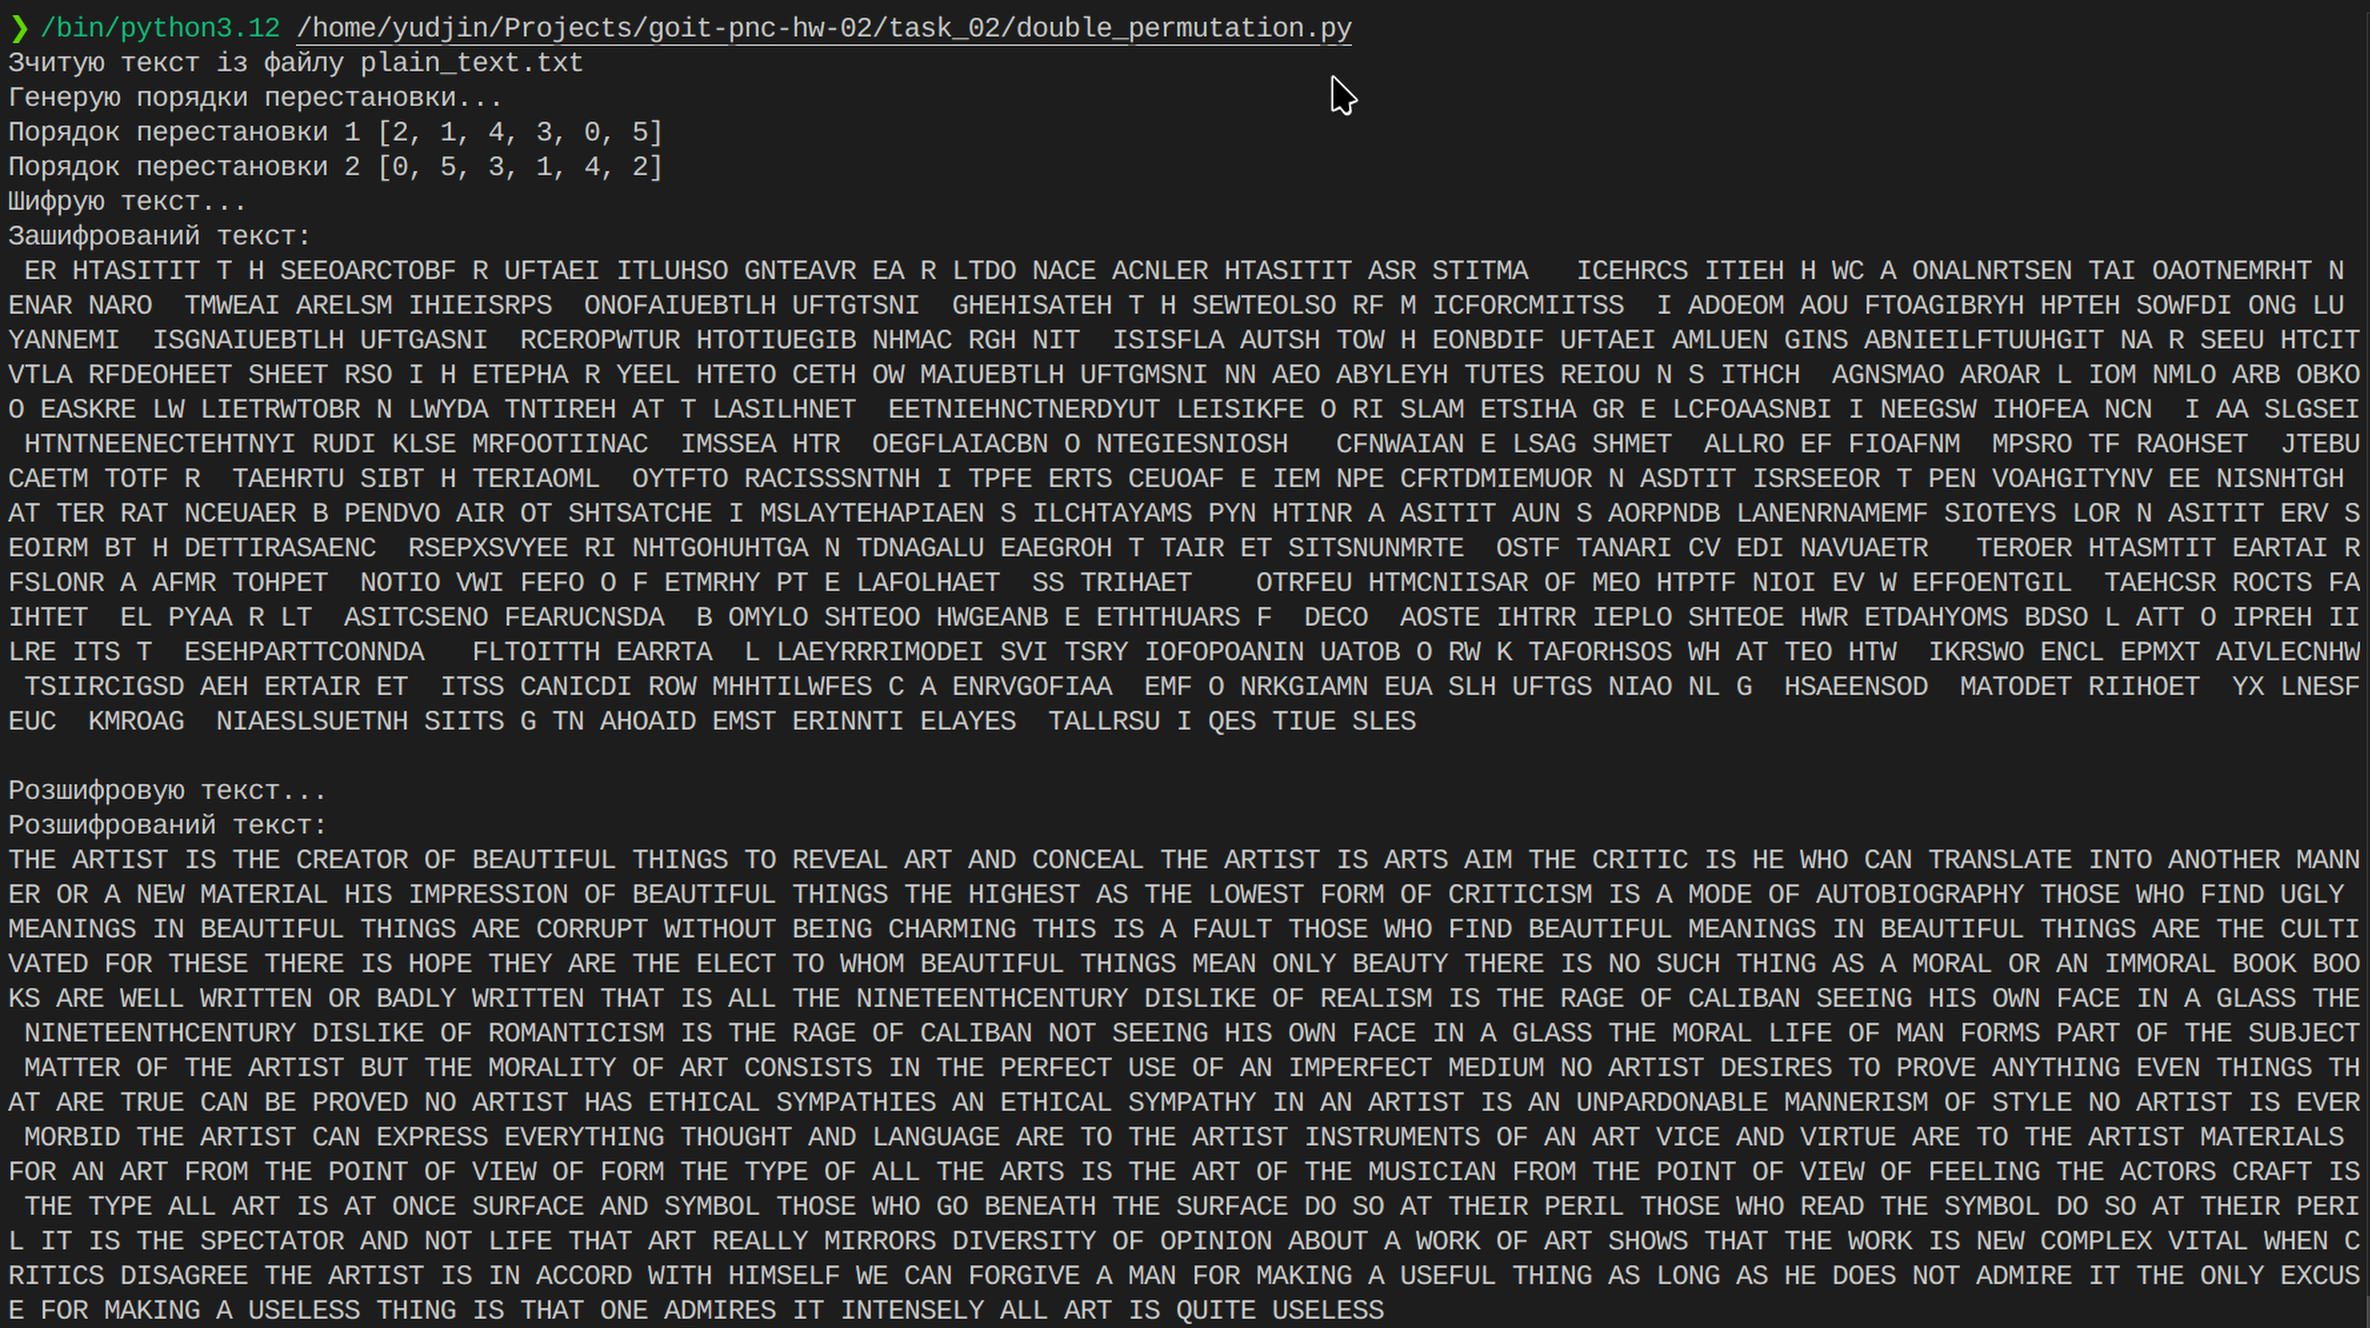 ❯ /bin/python3.12 /home/yudjin/Projects/goit-pnc-hw-02/task_02/double_permutation.py
Зчитую текст із файлу plain_text.txt
Генерую порядки перестановки...
Порядок перестановки 1 [2, 1, 4, 3, 0, 5]
Порядок перестановки 2 [0, 5, 3, 1, 4, 2]
Шифрую текст...
Зашифрований текст:
 ER HTASITIT T H SEEOARCTOBF R UFTAEI ITLUHSO GNTEAVR EA R LTDO NACE ACNLER HTASITIT ASR STITMA   ICEHRCS ITIEH H WC A ONALNRTSEN TAI OAOTNEMRHT N
ENAR NARO  TMWEAI ARELSM IHIEISRPS  ONOFAIUEBTLH UFTGTSNI  GHEHISATEH T H SEWTEOLSO RF M ICFORCMIITSS  I ADOEOM AOU FTOAGIBRYH HPTEH SOWFDI ONG LU
YANNEMI  ISGNAIUEBTLH UFTGASNI  RCEROPWTUR HTOTIUEGIB NHMAC RGH NIT  ISISFLA AUTSH TOW H EONBDIF UFTAEI AMLUEN GINS ABNIEILFTUUHGIT NA R SEEU HTCIT
VTLA RFDEOHEET SHEET RSO I H ETEPHA R YEEL HTETO CETH OW MAIUEBTLH UFTGMSNI NN AEO ABYLEYH TUTES REIOU N S ITHCH  AGNSMAO AROAR L IOM NMLO ARB OBKO
O EASKRE LW LIETRWTOBR N LWYDA TNTIREH AT T LASILHNET  EETNIEHNCTNERDYUT LEISIKFE O RI SLAM ETSIHA GR E LCFOAASNBI I NEEGSW IHOFEA NCN  I AA SLGSEI
 HTNTNEENECTEHTNYI RUDI KLSE MRFOOTIINAC  IMSSEA HTR  OEGFLAIACBN O NTEGIESNIOSH   CFNWAIAN E LSAG SHMET  ALLRO EF FIOAFNM  MPSRO TF RAOHSET  JTEBU
CAETM TOTF R  TAEHRTU SIBT H TERIAOML  OYTFTO RACISSSNTNH I TPFE ERTS CEUOAF E IEM NPE CFRTDMIEMUOR N ASDTIT ISRSEEOR T PEN VOAHGITYNV EE NISNHTGH
AT TER RAT NCEUAER B PENDVO AIR OT SHTSATCHE I MSLAYTEHAPIAEN S ILCHTAYAMS PYN HTINR A ASITIT AUN S AORPNDB LANENRNAMEMF SIOTEYS LOR N ASITIT ERV S
EOIRM BT H DETTIRASAENC  RSEPXSVYEE RI NHTGOHUHTGA N TDNAGALU EAEGROH T TAIR ET SITSNUNMRTE  OSTF TANARI CV EDI NAVUAETR   TEROER HTASMTIT EARTAI R
FSLONR A AFMR TOHPET  NOTIO VWI FEFO O F ETMRHY PT E LAFOLHAET  SS TRIHAET    OTRFEU HTMCNIISAR OF MEO HTPTF NIOI EV W EFFOENTGIL  TAEHCSR ROCTS FA
IHTET  EL PYAA R LT  ASITCSENO FEARUCNSDA  B OMYLO SHTEOO HWGEANB E ETHTHUARS F  DECO  AOSTE IHTRR IEPLO SHTEOE HWR ETDAHYOMS BDSO L ATT O IPREH II
LRE ITS T  ESEHPARTTCONNDA   FLTOITTH EARRTA  L LAEYRRRIMODEI SVI TSRY IOFOPOANIN UATOB O RW K TAFORHSOS WH AT TEO HTW  IKRSWO ENCL EPMXT AIVLECNHW
 TSIIRCIGSD AEH ERTAIR ET  ITSS CANICDI ROW MHHTILWFES C A ENRVGOFIAA  EMF O NRKGIAMN EUA SLH UFTGS NIAO NL G  HSAEENSOD  MATODET RIIHOET  YX LNESF
EUC  KMROAG  NIAESLSUETNH SIITS G TN AHOAID EMST ERINNTI ELAYES  TALLRSU I QES TIUE SLES
Розшифровую текст...
Розшифрований текст:
THE ARTIST IS THE CREATOR OF BEAUTIFUL THINGS TO REVEAL ART AND CONCEAL THE ARTIST IS ARTS AIM THE CRITIC IS HE WHO CAN TRANSLATE INTO ANOTHER MANN
ER OR A NEW MATERIAL HIS IMPRESSION OF BEAUTIFUL THINGS THE HIGHEST AS THE LOWEST FORM OF CRITICISM IS A MODE OF AUTOBIOGRAPHY THOSE WHO FIND UGLY
MEANINGS IN BEAUTIFUL THINGS ARE CORRUPT WITHOUT BEING CHARMING THIS IS A FAULT THOSE WHO FIND BEAUTIFUL MEANINGS IN BEAUTIFUL THINGS ARE THE CULTI
VATED FOR THESE THERE IS HOPE THEY ARE THE ELECT TO WHOM BEAUTIFUL THINGS MEAN ONLY BEAUTY THERE IS NO SUCH THING AS A MORAL OR AN IMMORAL BOOK BOO
KS ARE WELL WRITTEN OR BADLY WRITTEN THAT IS ALL THE NINETEENTHCENTURY DISLIKE OF REALISM IS THE RAGE OF CALIBAN SEEING HIS OWN FACE IN A GLASS THE
 NINETEENTHCENTURY DISLIKE OF ROMANTICISM IS THE RAGE OF CALIBAN NOT SEEING HIS OWN FACE IN A GLASS THE MORAL LIFE OF MAN FORMS PART OF THE SUBJECT
 MATTER OF THE ARTIST BUT THE MORALITY OF ART CONSISTS IN THE PERFECT USE OF AN IMPERFECT MEDIUM NO ARTIST DESIRES TO PROVE ANYTHING EVEN THINGS TH
AT ARE TRUE CAN BE PROVED NO ARTIST HAS ETHICAL SYMPATHIES AN ETHICAL SYMPATHY IN AN ARTIST IS AN UNPARDONABLE MANNERISM OF STYLE NO ARTIST IS EVER
 MORBID THE ARTIST CAN EXPRESS EVERYTHING THOUGHT AND LANGUAGE ARE TO THE ARTIST INSTRUMENTS OF AN ART VICE AND VIRTUE ARE TO THE ARTIST MATERIALS
FOR AN ART FROM THE POINT OF VIEW OF FORM THE TYPE OF ALL THE ARTS IS THE ART OF THE MUSICIAN FROM THE POINT OF VIEW OF FEELING THE ACTORS CRAFT IS
 THE TYPE ALL ART IS AT ONCE SURFACE AND SYMBOL THOSE WHO GO BENEATH THE SURFACE DO SO AT THEIR PERIL THOSE WHO READ THE SYMBOL DO SO AT THEIR PERI
L IT IS THE SPECTATOR AND NOT LIFE THAT ART REALLY MIRRORS DIVERSITY OF OPINION ABOUT A WORK OF ART SHOWS THAT THE WORK IS NEW COMPLEX VITAL WHEN C
RITICS DISAGREE THE ARTIST IS IN ACCORD WITH HIMSELF WE CAN FORGIVE A MAN FOR MAKING A USEFUL THING AS LONG AS HE DOES NOT ADMIRE IT THE ONLY EXCUS
E FOR MAKING A USELESS THING IS THAT ONE ADMIRES IT INTENSELY ALL ART IS QUITE USELESS